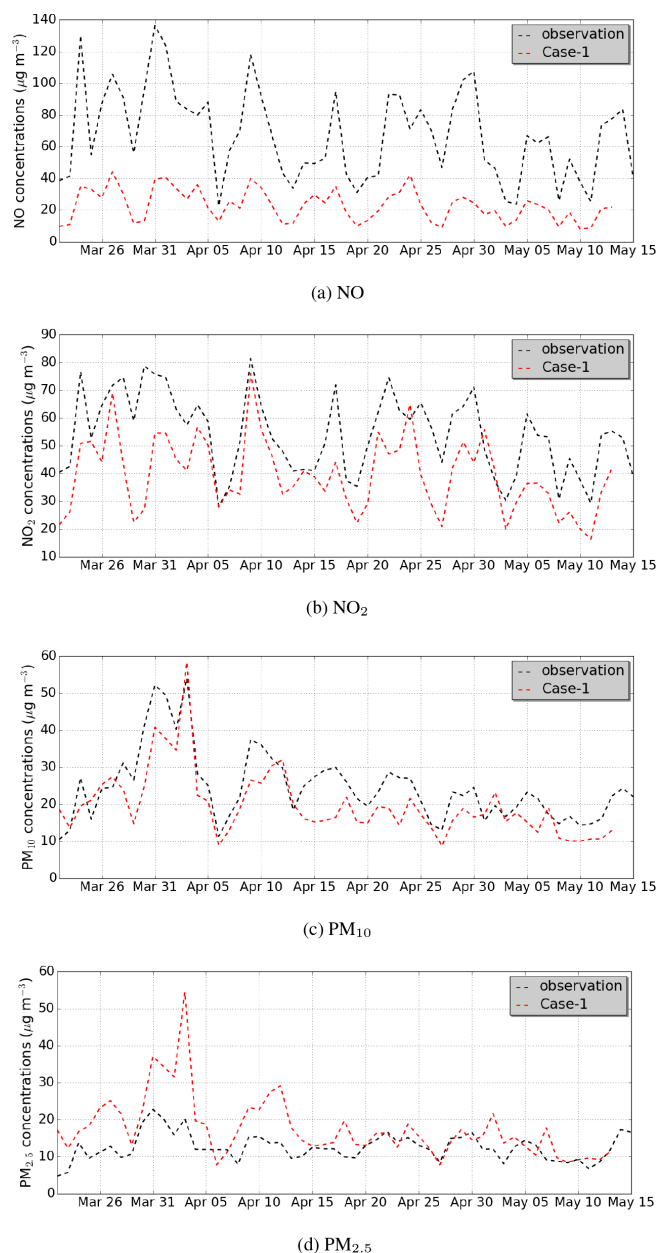 140
120
100
80
60
40
20
0
NO concentrations (μg m⁻³)
observation
Case-1
Mar 26 Mar 31 Apr 05 Apr 10 Apr 15 Apr 20 Apr 25 Apr 30 May 05 May 10 May 15
(a) NO
90
80
70
60
50
40
30
20
10
NO₂ concentrations (μg m⁻³)
observation
Case-1
Mar 26 Mar 31 Apr 05 Apr 10 Apr 15 Apr 20 Apr 25 Apr 30 May 05 May 10 May 15
(b) NO₂
60
50
40
30
20
10
0
PM₁₀ concentrations (μg m⁻³)
observation
Case-1
Mar 26 Mar 31 Apr 05 Apr 10 Apr 15 Apr 20 Apr 25 Apr 30 May 05 May 10 May 15
(c) PM₁₀
60
50
40
30
20
10
0
PM₂.₅ concentrations (μg m⁻³)
observation
Case-1
Mar 26 Mar 31 Apr 05 Apr 10 Apr 15 Apr 20 Apr 25 Apr 30 May 05 May 10 May 15
(d) PM₂.₅